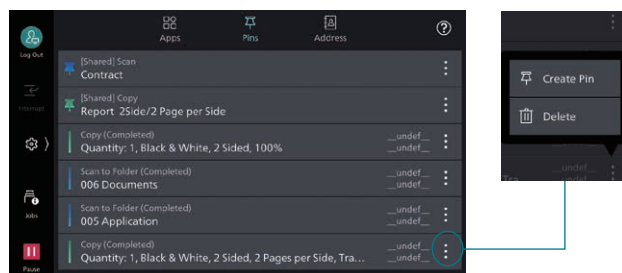 Apps
Pins
Address
?
Log Out
Interrupt
Jobs
Pause
[Shared] Scan
Contract
[Shared] Copy
Report 2Side/2 Page per Side
Copy (Completed)
Quantity: 1, Black & White, 2 Sided, 100%
__undef__
__undef__
Scan to Folder (Completed)
006 Documents
__undef__
__undef__
Scan to Folder (Completed)
005 Application
__undef__
__undef__
Copy (Completed)
Quantity: 1, Black & White, 2 Sided, 2 Pages per Side, Tra...
__undef__
__undef__
Create Pin
Delete
__undef__
Tra... __undef__